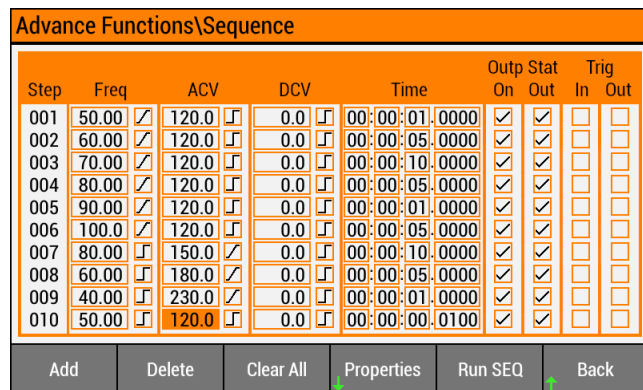 Advance Functions\Sequence
Outp Stat Trig
Step Freq ACV DCV Time On Out In Out
001 50.00 120.0 0.0 00:00:01.0000
002 60.00 120.0 0.0 00:00:05.0000
003 70.00 120.0 0.0 00:00:10.0000
004 80.00 120.0 0.0 00:00:05.0000
005 90.00 120.0 0.0 00:00:01.0000
006 100.0 120.0 0.0 00:00:05.0000
007 80.00 150.0 0.0 00:00:10.0000
008 60.00 180.0 0.0 00:00:05.0000
009 40.00 230.0 0.0 00:00:01.0000
010 50.00 120.0 0.0 00:00:00.0100
Add Delete Clear All Properties Run SEQ Back